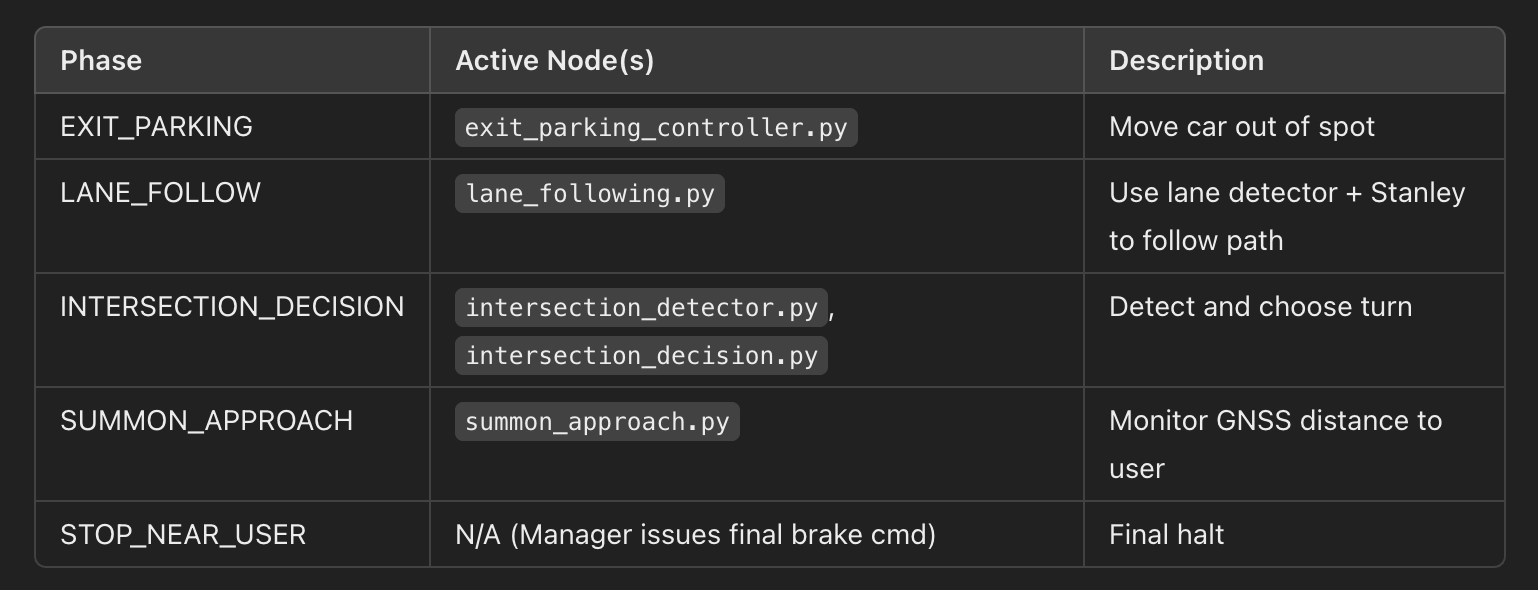 Phase Active Node(s) Description
EXIT_PARKING exit_parking_controller.py Move car out of spot
LANE_FOLLOW lane_following.py Use lane detector + Stanley
to follow path
INTERSECTION_DECISION intersection_detector.py, Detect and choose turn
intersection_decision.py
SUMMON_APPROACH summon_approach.py Monitor GNSS distance to
user
STOP_NEAR_USER N/A (Manager issues final brake cmd) Final halt